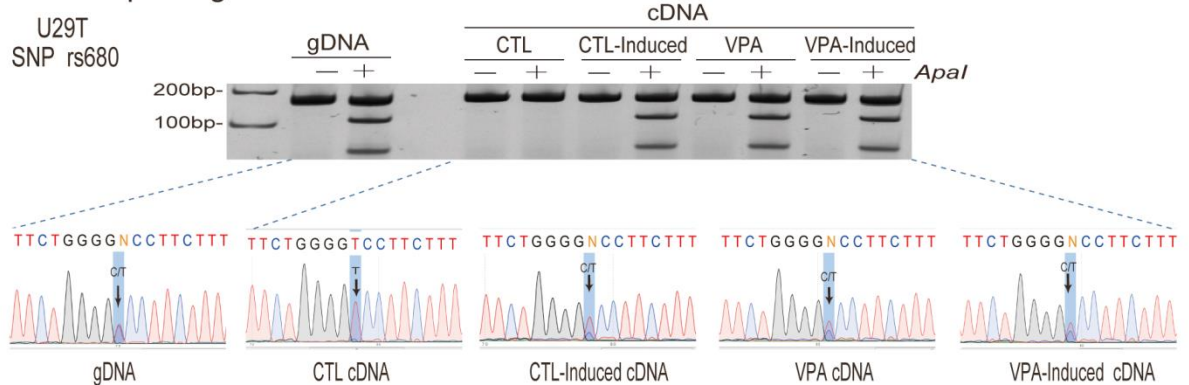 U29T
SNP rs680
gDNA
cDNA
CTL CTL-Induced VPA VPA-Induced
— + — + — + — + — + ApaI
200bp-
100bp-
TTCTGGGGNCCTTCTTT TTCTGGGGTCCTTCTTT TTCTGGGGNCCTTCTTT TTCTGGGGNCCTTCTTT TTCTGGGGNCCTTCTTT
C/T T C/T C/T C/T
gDNA CTL cDNA CTL-Induced cDNA VPA cDNA VPA-Induced cDNA